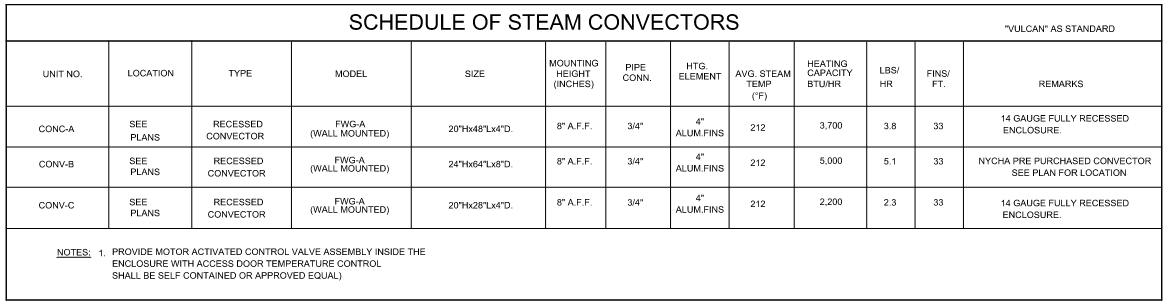 SCHEDULE OF STEAM CONVECTORS
"VULCAN" AS STANDARD
UNIT NO.
LOCATION
TYPE
MODEL
SIZE
MOUNTING
HEIGHT
(INCHES)
PIPE
CONN.
HTG.
ELEMENT
AVG. STEAM
TEMP
(°F)
HEATING
CAPACITY
BTU/HR
LBS/
HR
FINS/
FT.
REMARKS
CONC-A
SEE
PLANS
RECESSED
CONVECTOR
FWG-A
(WALL MOUNTED)
20"Hx48"Lx4"D.
8" A.F.F.
3/4"
4"
ALUM.FINS
212
3,700
3.8
33
14 GAUGE FULLY RECESSED
ENCLOSURE.
CONV-B
SEE
PLANS
RECESSED
CONVECTOR
FWG-A
(WALL MOUNTED)
24"Hx64"Lx8"D.
8" A.F.F.
3/4"
4"
ALUM.FINS
212
5,000
5.1
33
NYCHA PRE PURCHASED CONVECTOR
SEE PLAN FOR LOCATION
CONV-C
SEE
PLANS
RECESSED
CONVECTOR
FWG-A
(WALL MOUNTED)
20"Hx28"Lx4"D.
8" A.F.F.
3/4"
4"
ALUM.FINS
212
2,200
2.3
33
14 GAUGE FULLY RECESSED
ENCLOSURE.
NOTES: 1. PROVIDE MOTOR ACTIVATED CONTROL VALVE ASSEMBLY INSIDE THE
ENCLOSURE WITH ACCESS DOOR TEMPERATURE CONTROL
SHALL BE SELF CONTAINED OR APPROVED EQUAL)